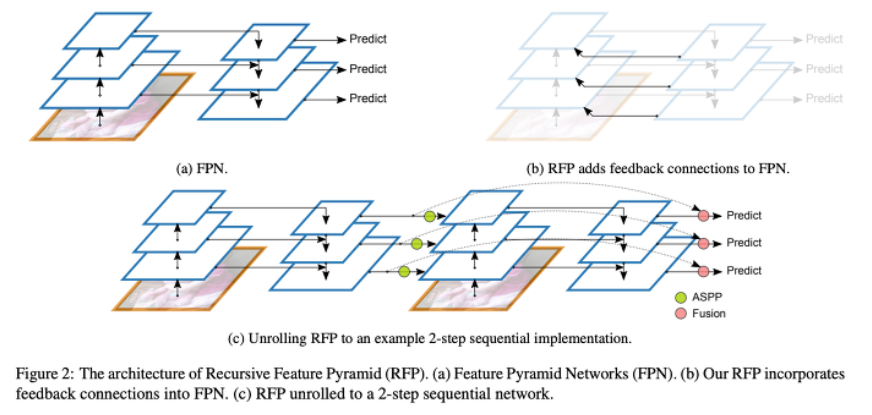 Predict
Predict
Predict
Predict
Predict
Predict
(a) FPN.
(b) RFP adds feedback connections to FPN.
Predict
Predict
Predict
ASPP
Fusion
(c) Unrolling RFP to an example 2-step sequential implementation.
Figure 2: The architecture of Recursive Feature Pyramid (RFP). (a) Feature Pyramid Networks (FPN). (b) Our RFP incorporates
feedback connections into FPN. (c) RFP unrolled to a 2-step sequential network.